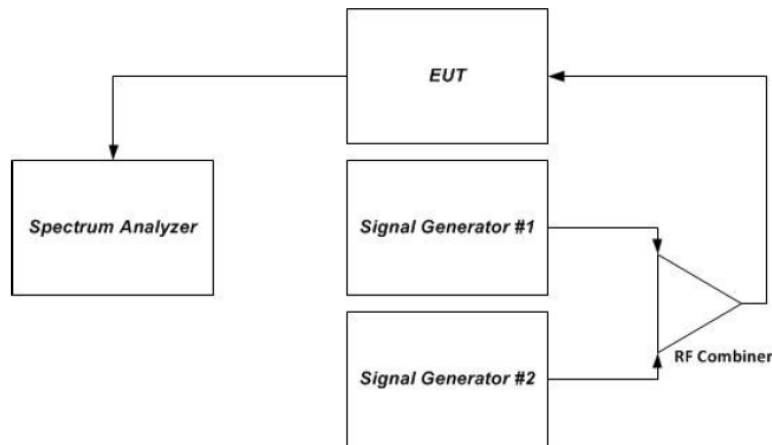 EUT
Spectrum Analyzer
Signal Generator #1
RF Combiner
Signal Generator #2